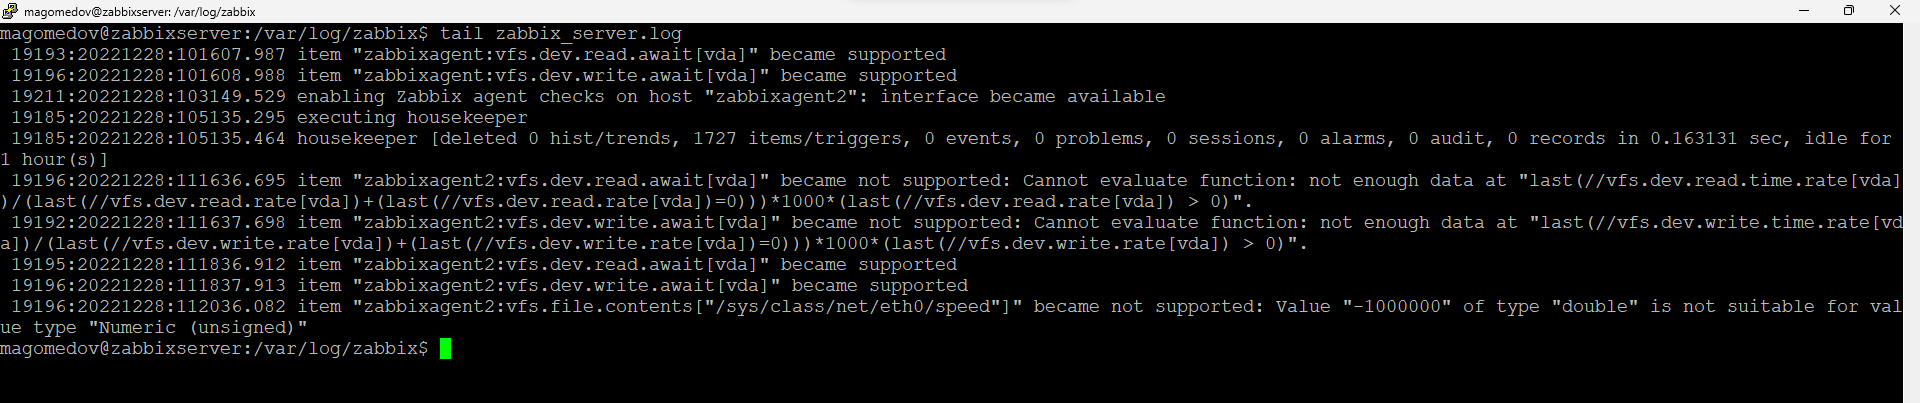 magomedov@zabbixserver: /var/log/zabbix
magomedov@zabbixserver:/var/log/zabbix$ tail zabbix_server.log
 19193:20221228:101607.987 item "zabbixagent:vfs.dev.read.await[vda]" became supported
 19196:20221228:101608.988 item "zabbixagent:vfs.dev.write.await[vda]" became supported
 19211:20221228:103149.529 enabling Zabbix agent checks on host "zabbixagent2": interface became available
 19185:20221228:105135.295 executing housekeeper
 19185:20221228:105135.464 housekeeper [deleted 0 hist/trends, 1727 items/triggers, 0 events, 0 problems, 0 sessions, 0 alarms, 0 audit, 0 records in 0.163131 sec, idle for
1 hour(s)]
 19196:20221228:111636.695 item "zabbixagent2:vfs.dev.read.await[vda]" became not supported: Cannot evaluate function: not enough data at "last(//vfs.dev.read.time.rate[vda]
)/(last(//vfs.dev.read.rate[vda])+(last(//vfs.dev.read.rate[vda])=0)))*1000*(last(//vfs.dev.read.rate[vda]) > 0)".
 19192:20221228:111637.698 item "zabbixagent2:vfs.dev.write.await[vda]" became not supported: Cannot evaluate function: not enough data at "last(//vfs.dev.write.time.rate[vd
a])/(last(//vfs.dev.write.rate[vda])+(last(//vfs.dev.write.rate[vda])=0)))*1000*(last(//vfs.dev.write.rate[vda]) > 0)".
 19195:20221228:111836.912 item "zabbixagent2:vfs.dev.read.await[vda]" became supported
 19196:20221228:111837.913 item "zabbixagent2:vfs.dev.write.await[vda]" became supported
 19196:20221228:112036.082 item "zabbixagent2:vfs.file.contents["/sys/class/net/eth0/speed"]" became not supported: Value "-1000000" of type "double" is not suitable for val
ue type "Numeric (unsigned)"
magomedov@zabbixserver:/var/log/zabbix$